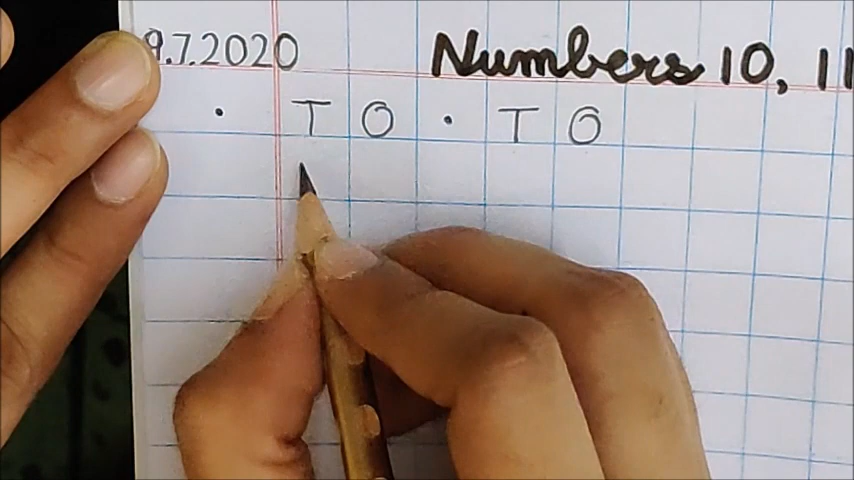 9.7.2020 Numbers 10, 11
. T O . T O